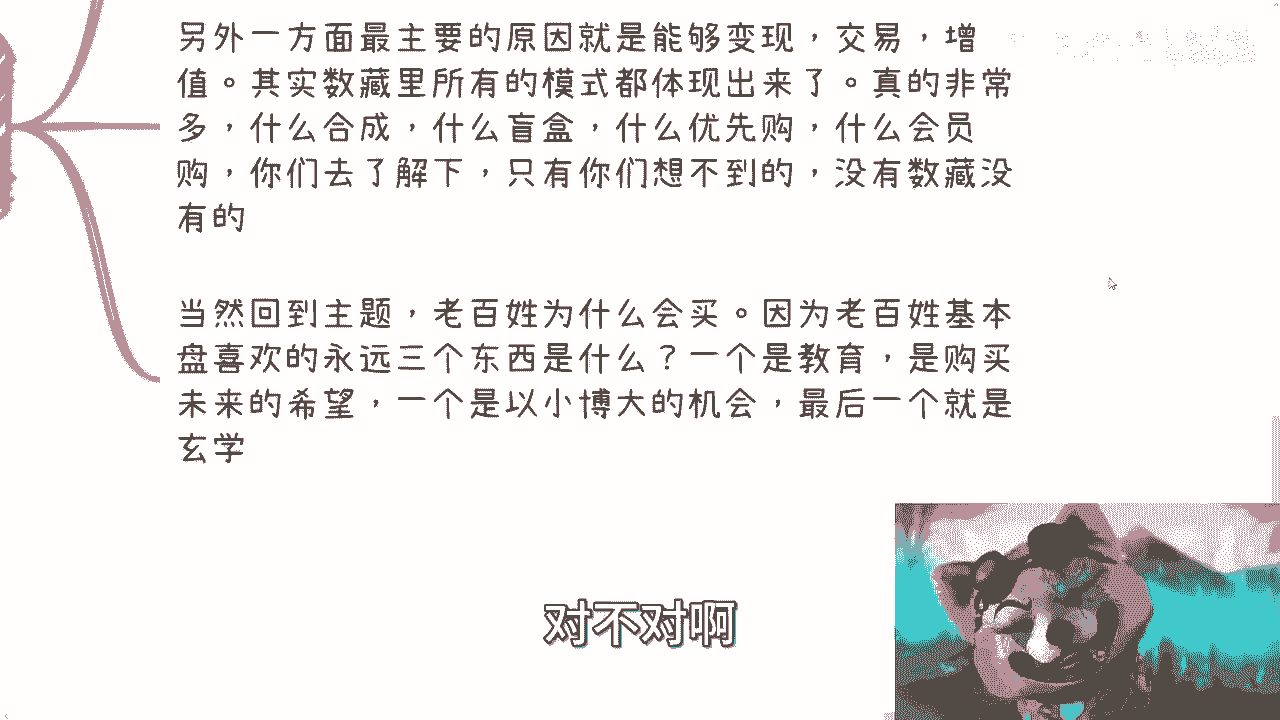 另外一方面最主要的原因就是能够变现，交易，增
值。其实数藏里所有的模式都体现出来了。真的非常
多，什么合成，什么盲盒，什么优先购，什么会员
购，你们去了解下，只有你们想不到的，没有数藏没
有的
当然回到主题，老百姓为什么会买。因为老百姓基本
盘喜欢的永远三个东西是什么？一个是教育，是购买
未来的希望，一个是以小博大的机会，最后一个就是
玄学
对不对啊